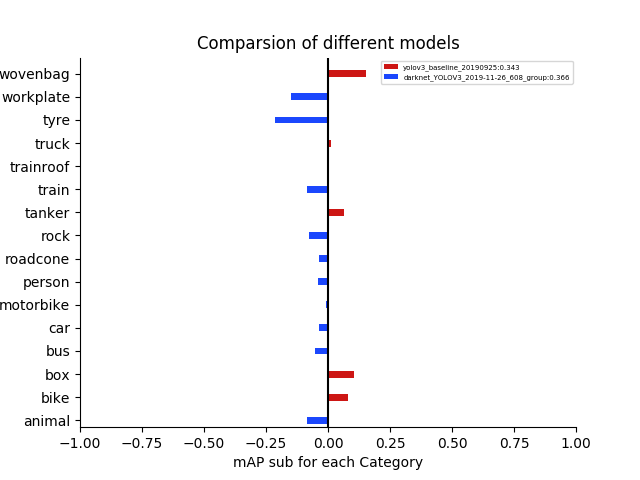 Comparsion of different models
yolov3_baseline_20190925:0.343
darknet_YOLOV3_2019-11-26_608_group:0.366
wovenbag
workplate
tyre
truck
trainroof
train
tanker
rock
roadcone
person
motorbike
car
bus
box
bike
animal
−1.00 −0.75 −0.50 −0.25 0.00 0.25 0.50 0.75 1.00
mAP sub for each Category